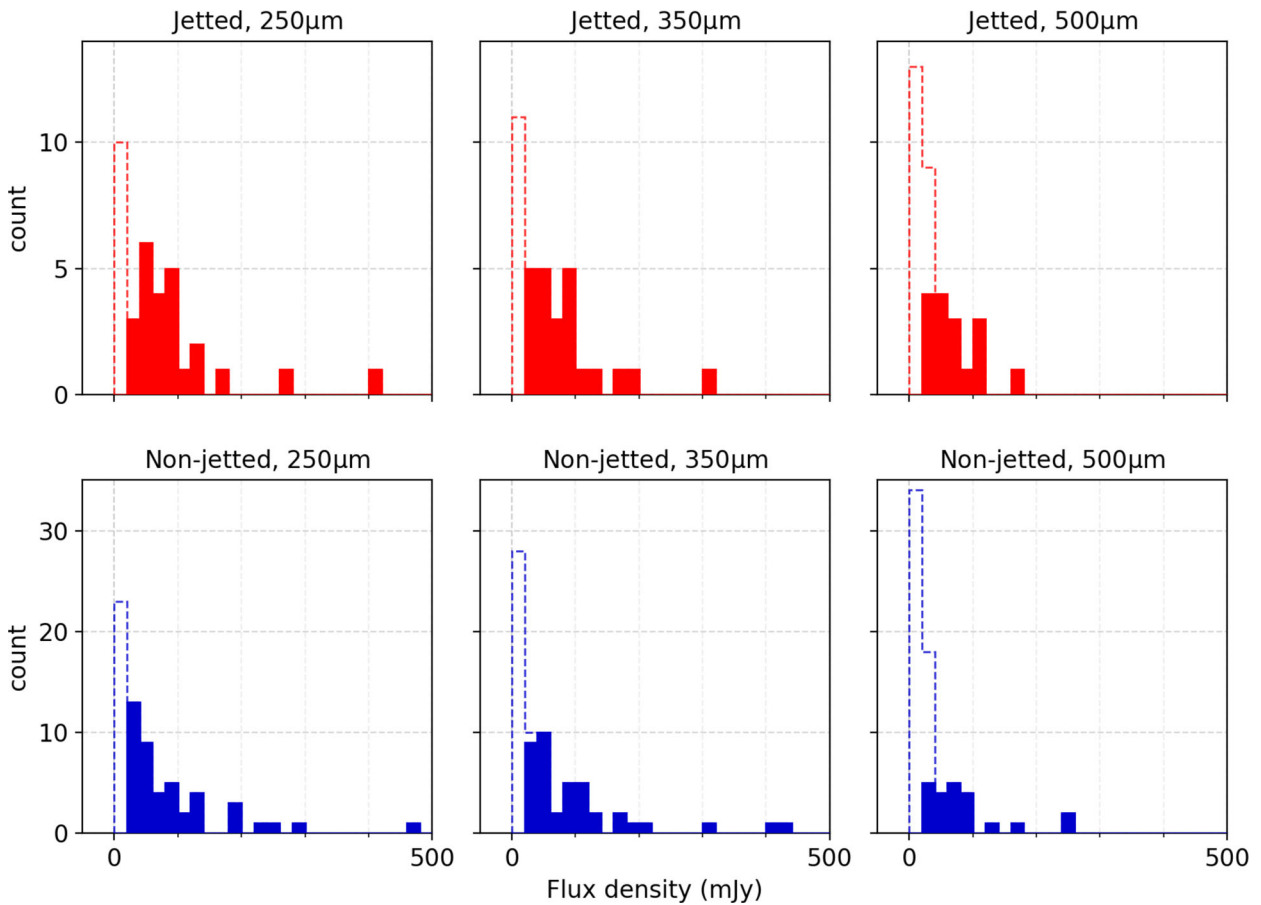 Jetted, 250μm
Jetted, 350μm
Jetted, 500μm
count
10
5
0
Non-jetted, 250μm
Non-jetted, 350μm
Non-jetted, 500μm
count
30
20
10
0
0
500
0
500
0
500
Flux density (mJy)